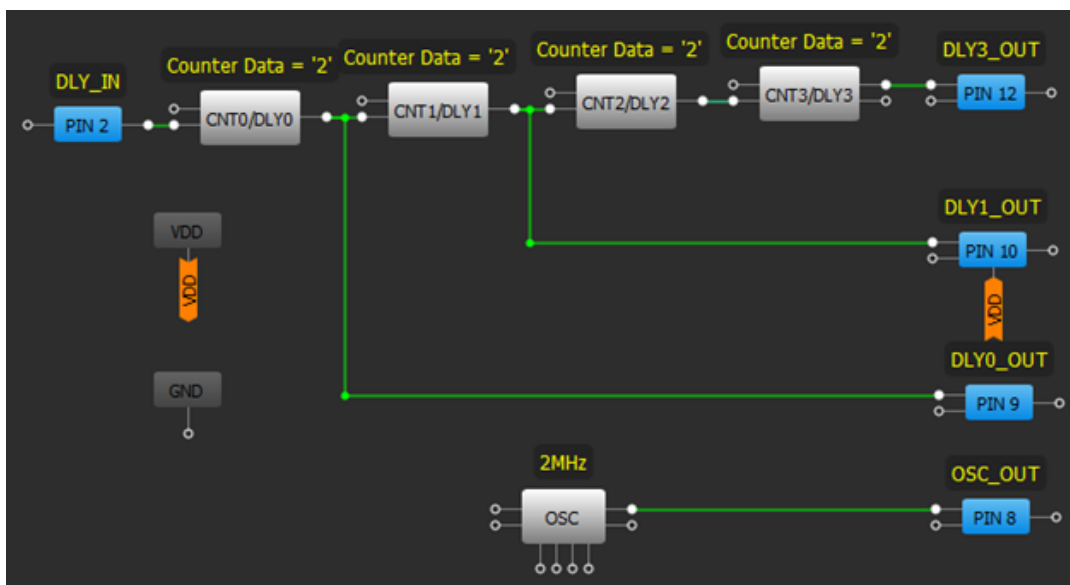 Counter Data = '2'
Counter Data = '2'
Counter Data = '2'
Counter Data = '2'
DLY3_OUT
DLY_IN
PIN 2
CNT0/DLY0
CNT1/DLY1
CNT2/DLY2
CNT3/DLY3
PIN 12
DLY1_OUT
VDD
PIN 10
VDD
VDD
DLY0_OUT
GND
PIN 9
2MHz
OSC_OUT
OSC
PIN 8